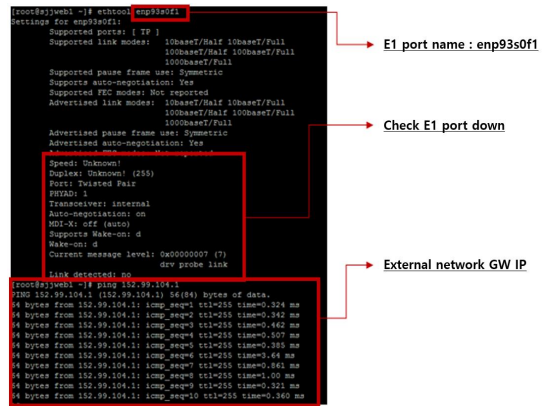 [root@sjjweb1 ~]# ethtool enp93s0f1
Settings for enp93s0f1:
Supported ports: [ TP ]
Supported link modes: 10baseT/Half 10baseT/Full
100baseT/Half 100baseT/Full
1000baseT/Full
Supported pause frame use: Symmetric
Supports auto-negotiation: Yes
Supported FEC modes: Not reported
Advertised link modes: 10baseT/Half 10baseT/Full
100baseT/Half 100baseT/Full
1000baseT/Full
Advertised pause frame use: Symmetric
Advertised auto-negotiation: Yes
Speed: Unknown!
Duplex: Unknown! (255)
Port: Twisted Pair
PHYAD: 1
Transceiver: internal
Auto-negotiation: on
MDI-X: off (auto)
Supports Wake-on: d
Wake-on: d
Current message level: 0x00000007 (7)
drv probe link
Link detected: no
[root@sjjweb1 ~]# ping 152.99.104.1
PING 152.99.104.1 (152.99.104.1) 56(84) bytes of data.
64 bytes from 152.99.104.1: icmp_seq=1 ttl=255 time=0.324 ms
64 bytes from 152.99.104.1: icmp_seq=2 ttl=255 time=0.342 ms
64 bytes from 152.99.104.1: icmp_seq=3 ttl=255 time=0.462 ms
64 bytes from 152.99.104.1: icmp_seq=4 ttl=255 time=0.507 ms
64 bytes from 152.99.104.1: icmp_seq=5 ttl=255 time=0.385 ms
64 bytes from 152.99.104.1: icmp_seq=6 ttl=255 time=3.64 ms
64 bytes from 152.99.104.1: icmp_seq=7 ttl=255 time=0.861 ms
64 bytes from 152.99.104.1: icmp_seq=8 ttl=255 time=1.00 ms
64 bytes from 152.99.104.1: icmp_seq=9 ttl=255 time=0.321 ms
64 bytes from 152.99.104.1: icmp_seq=10 ttl=255 time=0.360 ms
E1 port name : enp93s0f1
Check E1 port down
External network GW IP